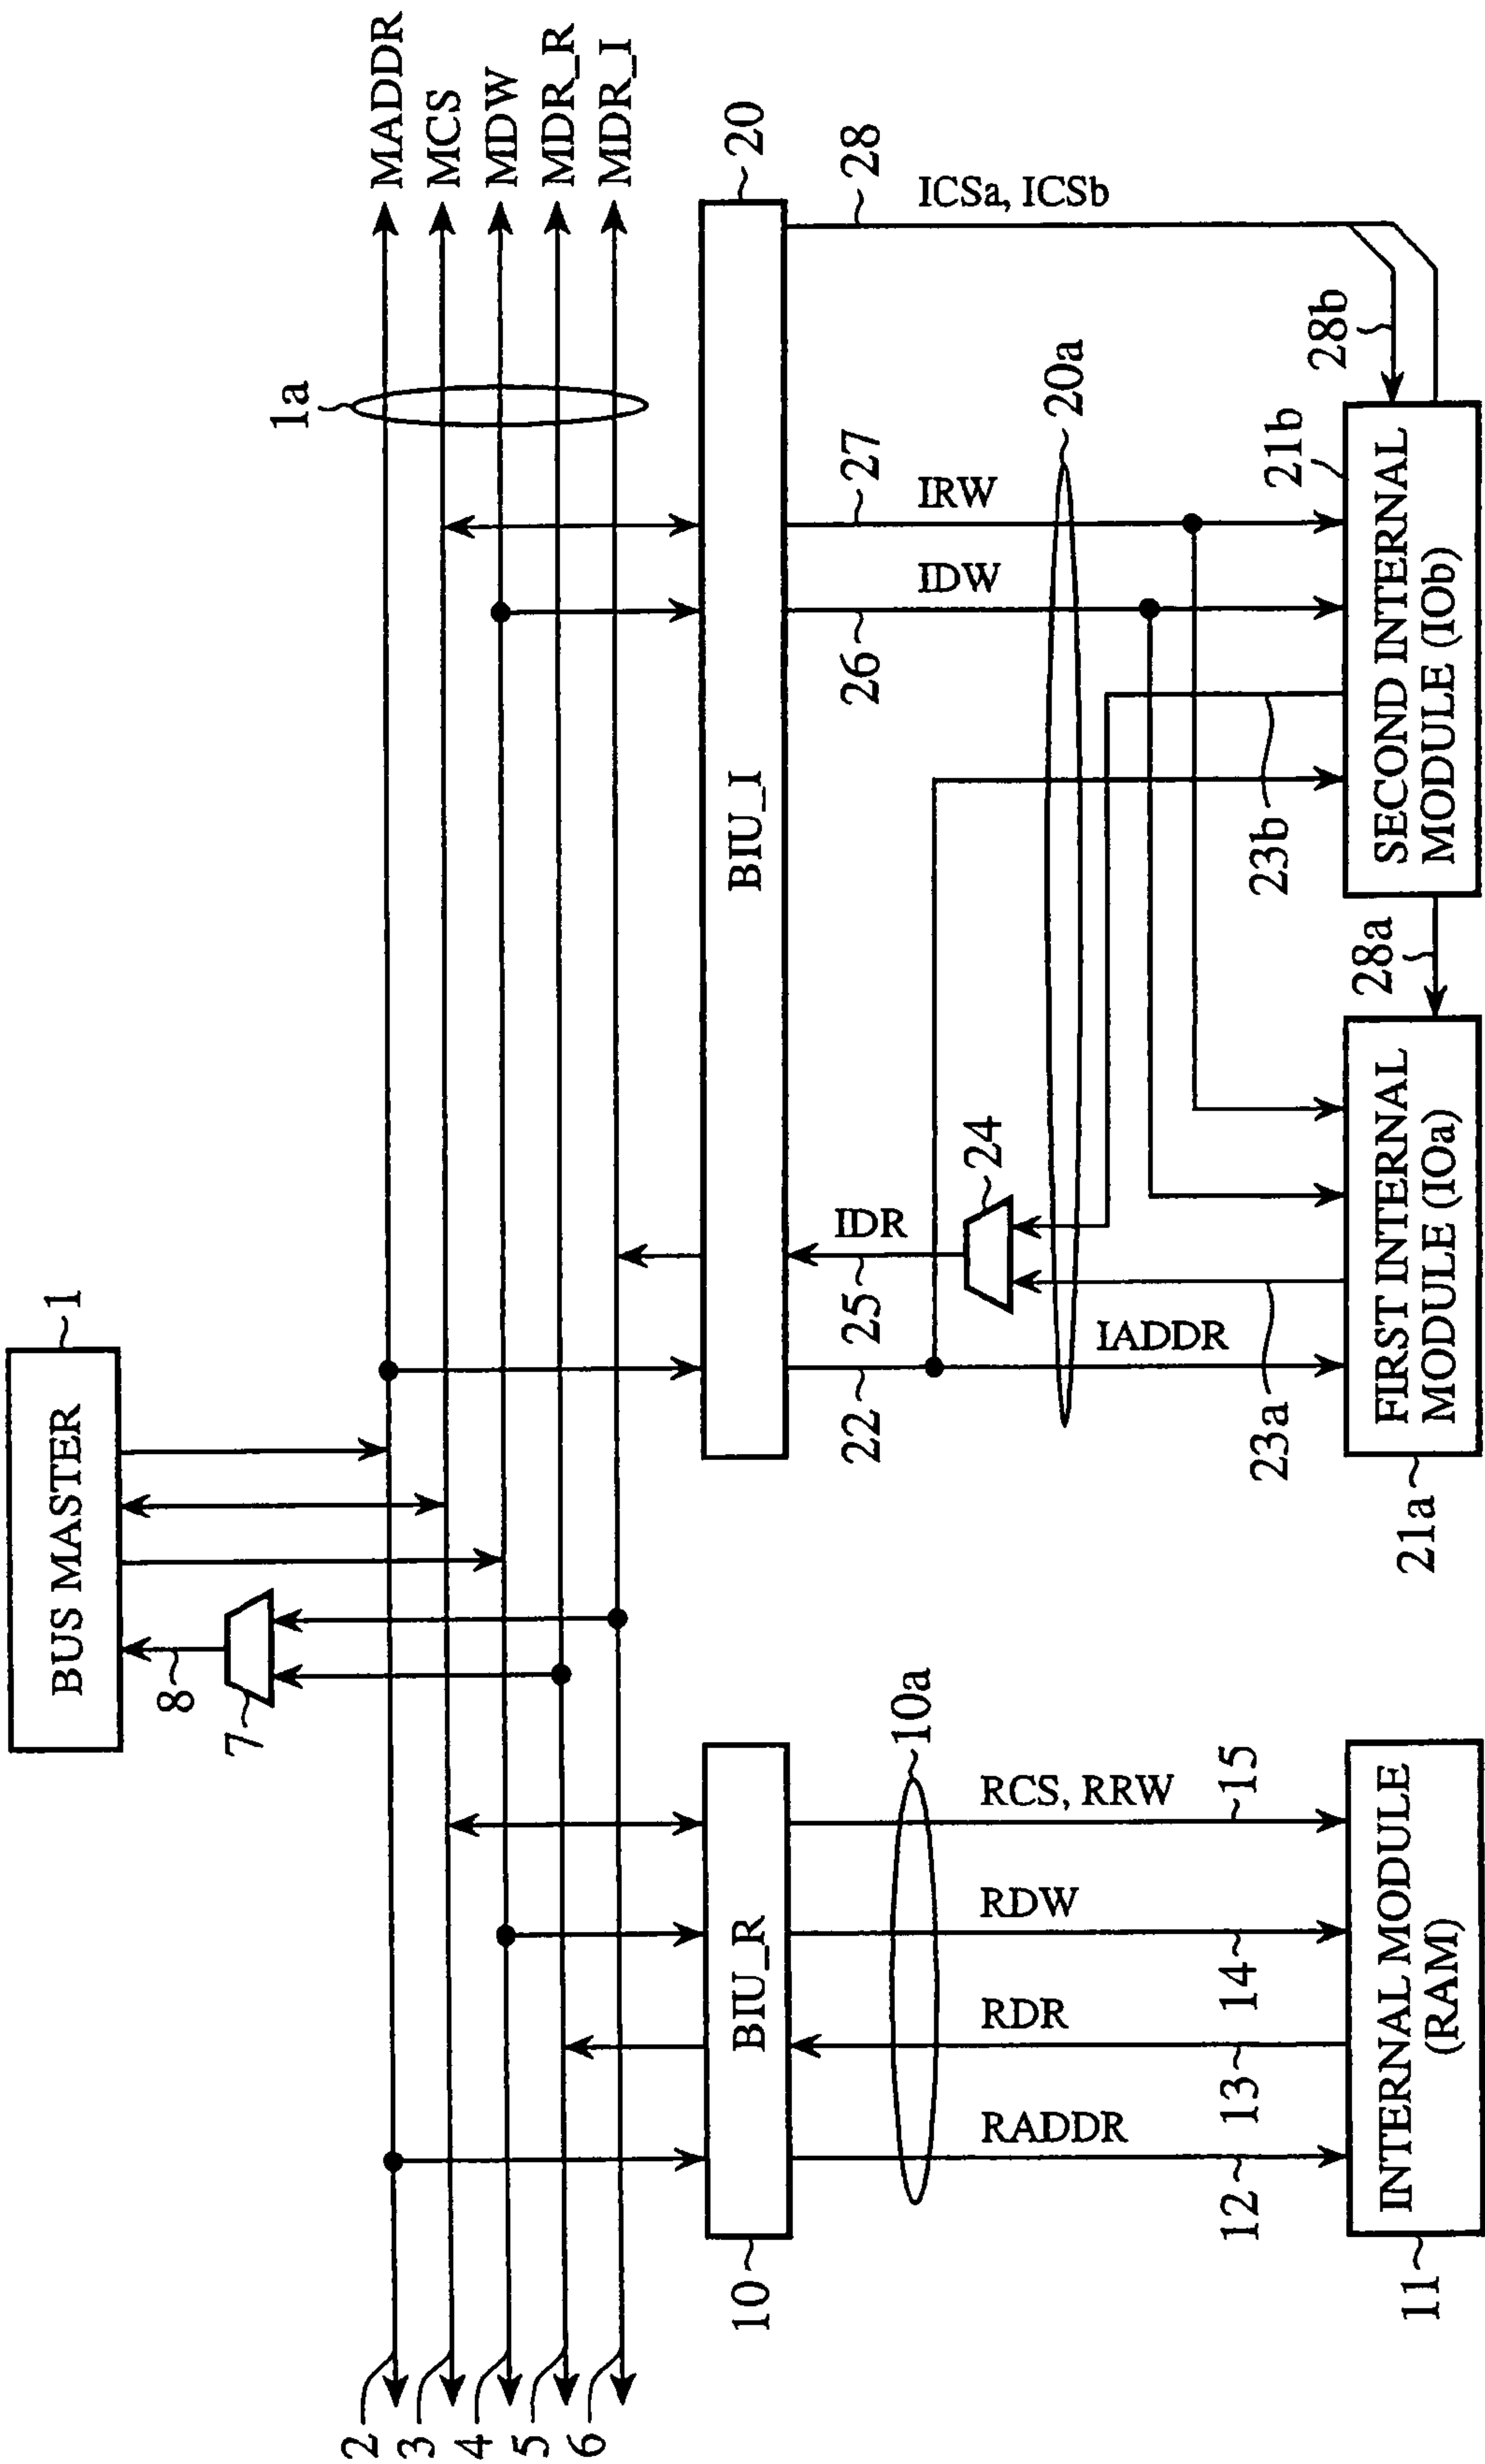 BUS MASTER
1
8
7
1a
MADDR
MCS
MDW
MDR_R
MDR_I
2
3
4
5
6
10
BIU_R
BIU_I
20
10a
RADDR
RDR
RDW
RCS, RRW
12
13
14
15
11
INTERNAL MODULE
(RAM)
22
25
IDR
24
IADDR
26
IDW
27
IRW
28
ICSa, ICSb
20a
23a
23b
28a
28b
21a
FIRST INTERNAL
MODULE (IOa)
21b
SECOND INTERNAL
MODULE (IOb)